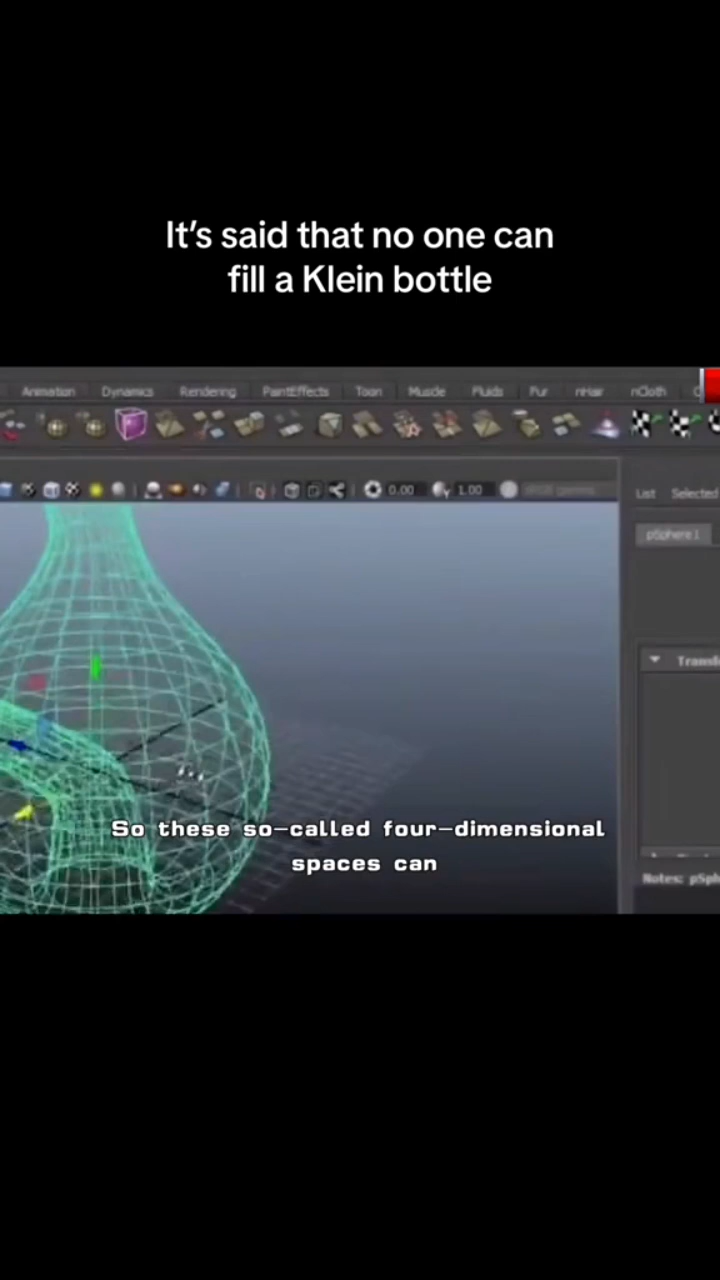 It's said that no one can
fill a Klein bottle
Animation Dynamics Rendering PaintEffects Toon Muscle Fluids Fur nHair nCloth
0.00 1.00
List Selected
pSphere1
So these so-called four-dimensional
spaces can
Notes: